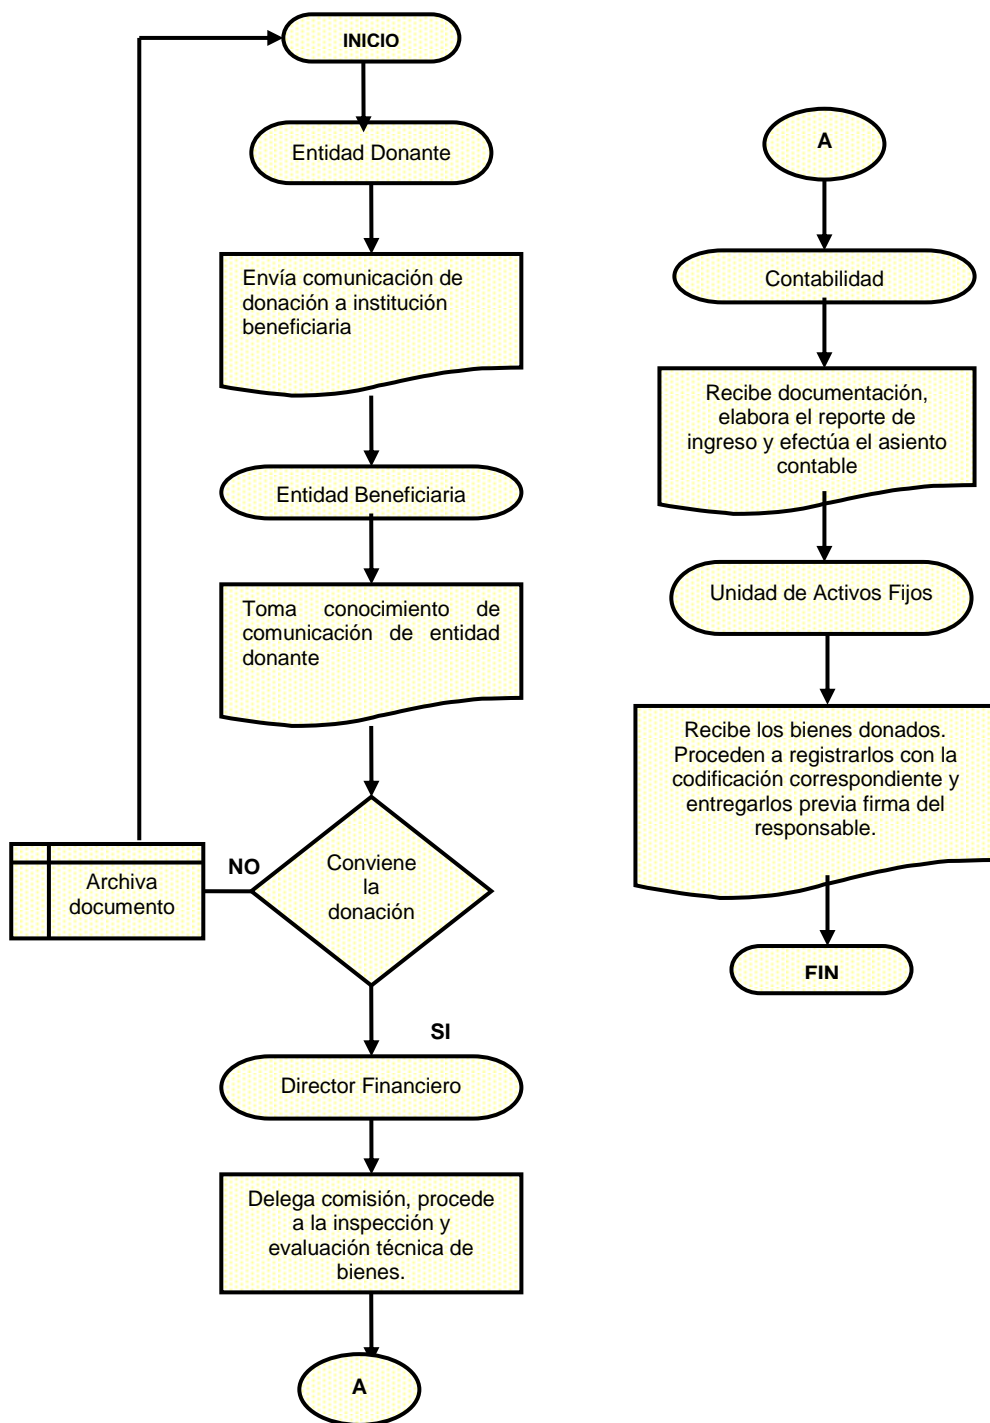 INICIO
Entidad Donante
Envía comunicación de
donación a institución
beneficiaria
Entidad Beneficiaria
Toma conocimiento de
comunicación de entidad
donante
Conviene
la
donación
NO
Archiva
documento
SI
Director Financiero
Delega comisión, procede
a la inspección y
evaluación técnica de
bienes.
A
A
Contabilidad
Recibe documentación,
elabora el reporte de
ingreso y efectúa el asiento
contable
Unidad de Activos Fijos
Recibe los bienes donados.
Proceden a registrarlos con la
codificación correspondiente y
entregarlos previa firma del
responsable.
FIN